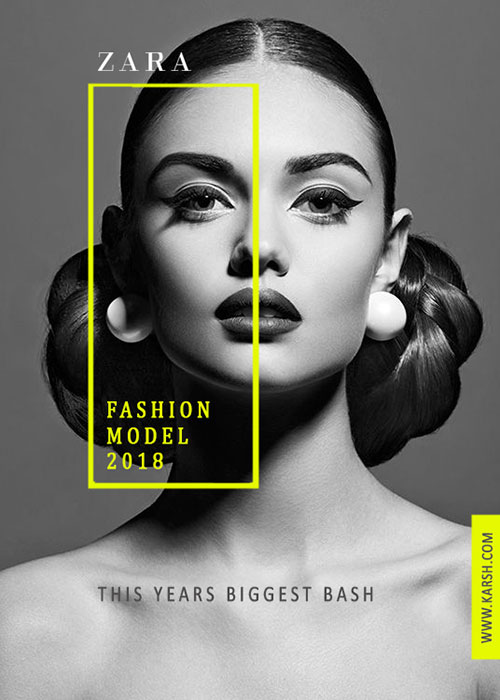 ZARA
FASHION
MODEL
2018
THIS YEARS BIGGEST BASH
WWW.KARSH.COM